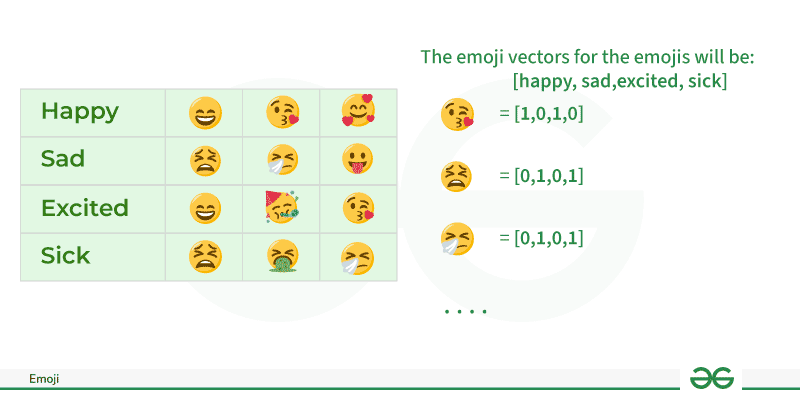 The emoji vectors for the emojis will be:
[happy, sad,excited, sick]
Happy
Sad
Excited
Sick
= [1,0,1,0]
= [0,1,0,1]
= [0,1,0,1]
. . . .
Emoji